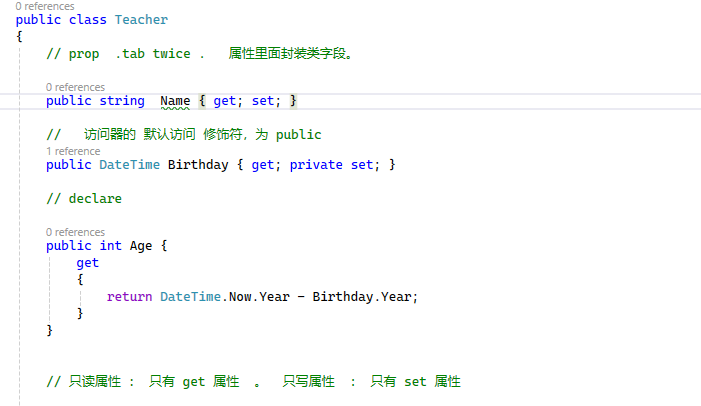 0 references
public class Teacher
{
// prop .tab twice . 属性里面封装类字段。
0 references
public string Name { get; set; }
// 访问器的 默认访问 修饰符, 为 public
1 reference
public DateTime Birthday { get; private set; }
// declare
0 references
public int Age {
get
{
return DateTime.Now.Year - Birthday.Year;
}
}
// 只读属性 : 只有 get 属性 。 只写属性 : 只有 set 属性